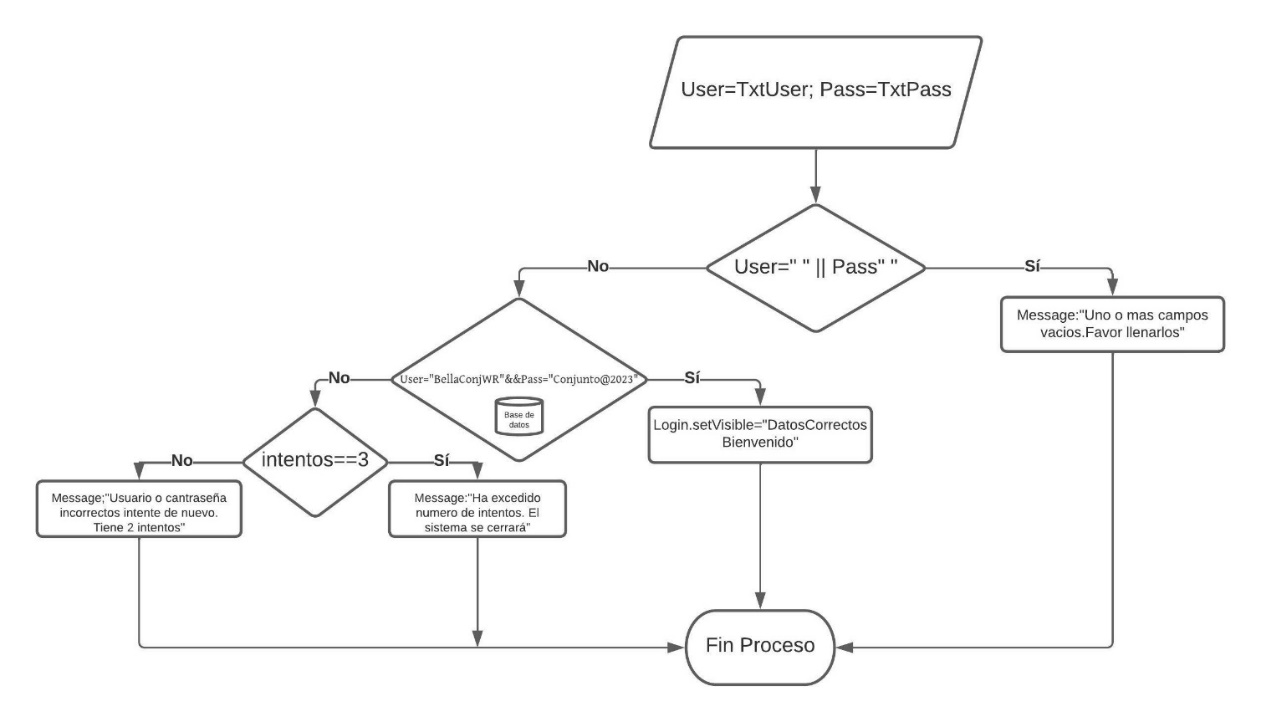 User=TxtUser; Pass=TxtPass
User=" " || Pass" "
No
Sí
Message:"Uno o mas campos
vacios.Favor llenarlos"
User="BellaConjWR"&&Pass="Conjunto@2023"
Base de
datos
No
Sí
Login.setVisible="DatosCorrectos
Bienvenido"
intentos==3
No
Sí
Message;"Usuario o cantraseña
incorrectos intente de nuevo.
Tiene 2 intentos"
Message:"Ha excedido
numero de intentos. El
sistema se cerrará"
Fin Proceso